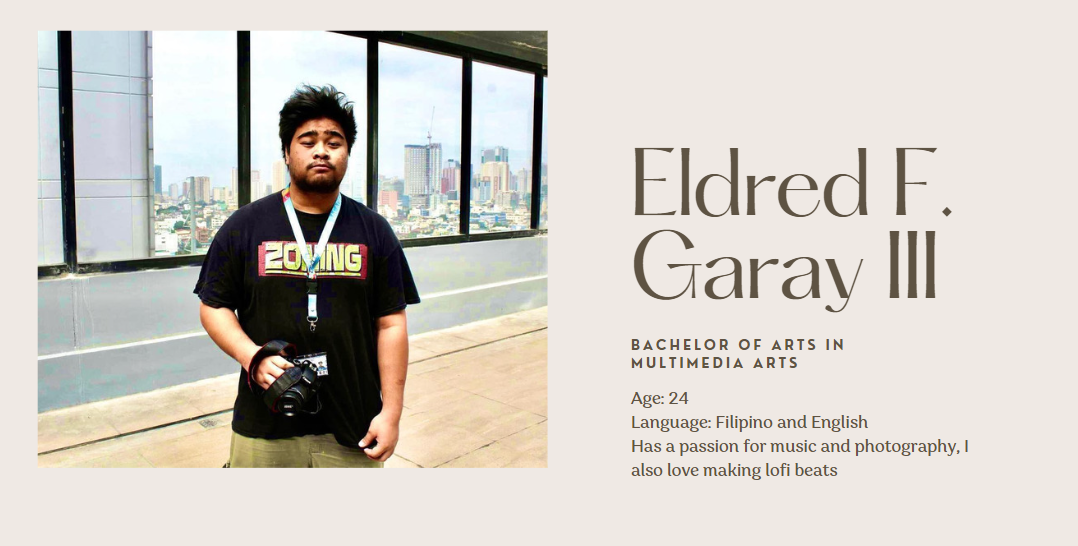 ZOMING
Eldred F.
Garay III
BACHELOR OF ARTS IN
MULTIMEDIA ARTS
Age: 24
Language: Filipino and English
Has a passion for music and photography, I
also love making lofi beats